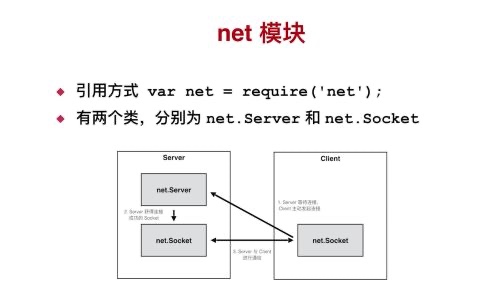 net 模块
引用方式 var net = require('net');
有两个类，分别为 net.Server 和 net.Socket
Server
Client
net.Server
1. Server 等待连接,
Client 主动发起连接
2. Server 获得连接
成功的 Socket
net.Socket
net.Socket
3. Server 与 Client
进行通信